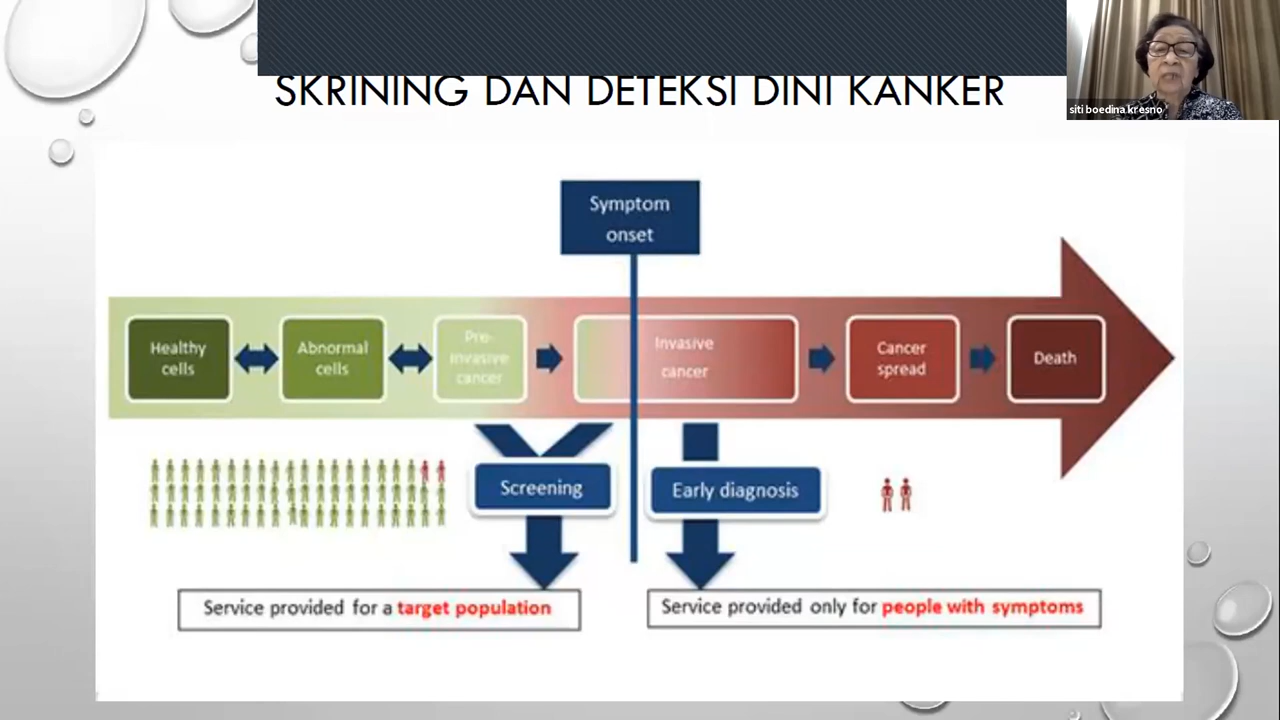 SKRINING DAN DETEKSI DINI KANKER
siti boedina kresno
Symptom
onset
Healthy
cells
Abnormal
cells
Pre-
invasive
cancer
Invasive
cancer
Cancer
spread
Death
Screening
Early diagnosis
Service provided for a target population
Service provided only for people with symptoms